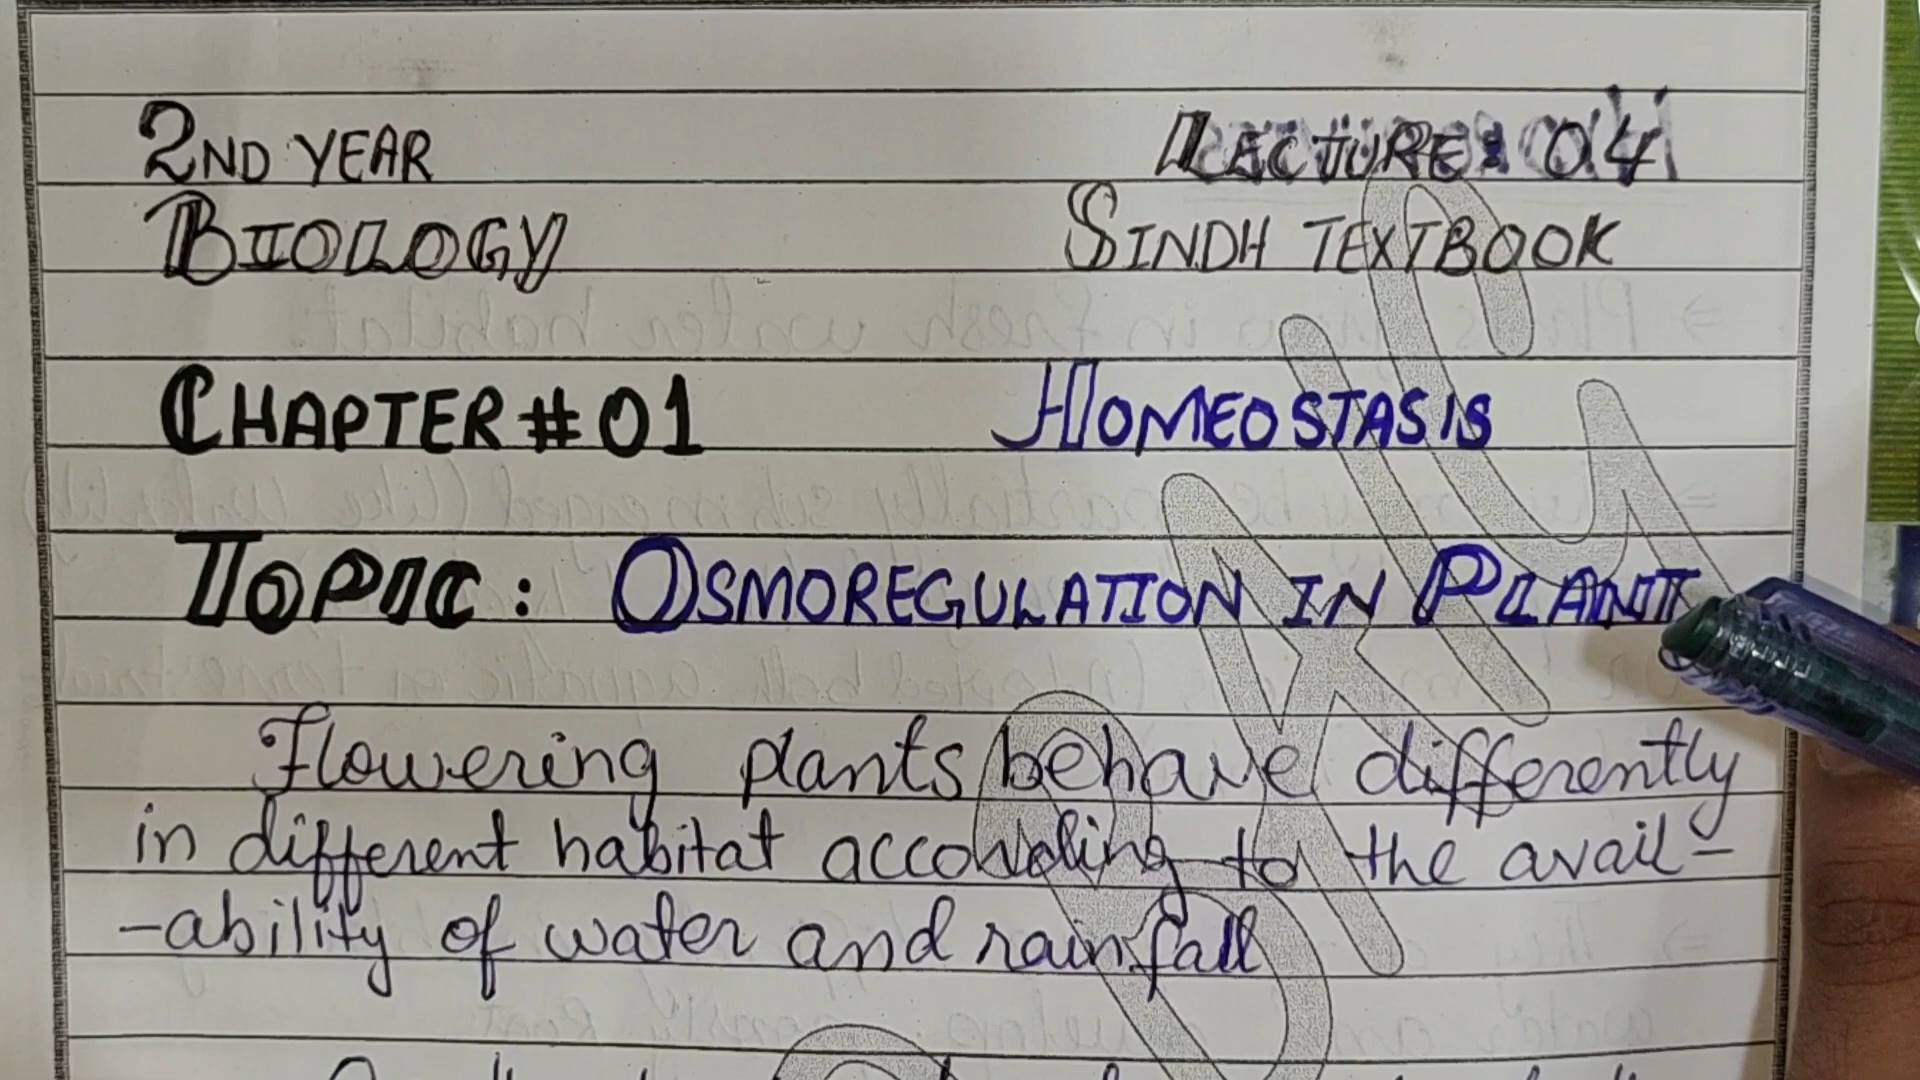 2ND YEAR LECTURE: 04
BIOLOGY SINDH TEXTBOOK
CHAPTER # 01 HOMEOSTASIS
TOPIC: OSMOREGULATION IN PLANT
Flowering plants behave differently
in different habitat according to the avail-
-ability of water and rainfall